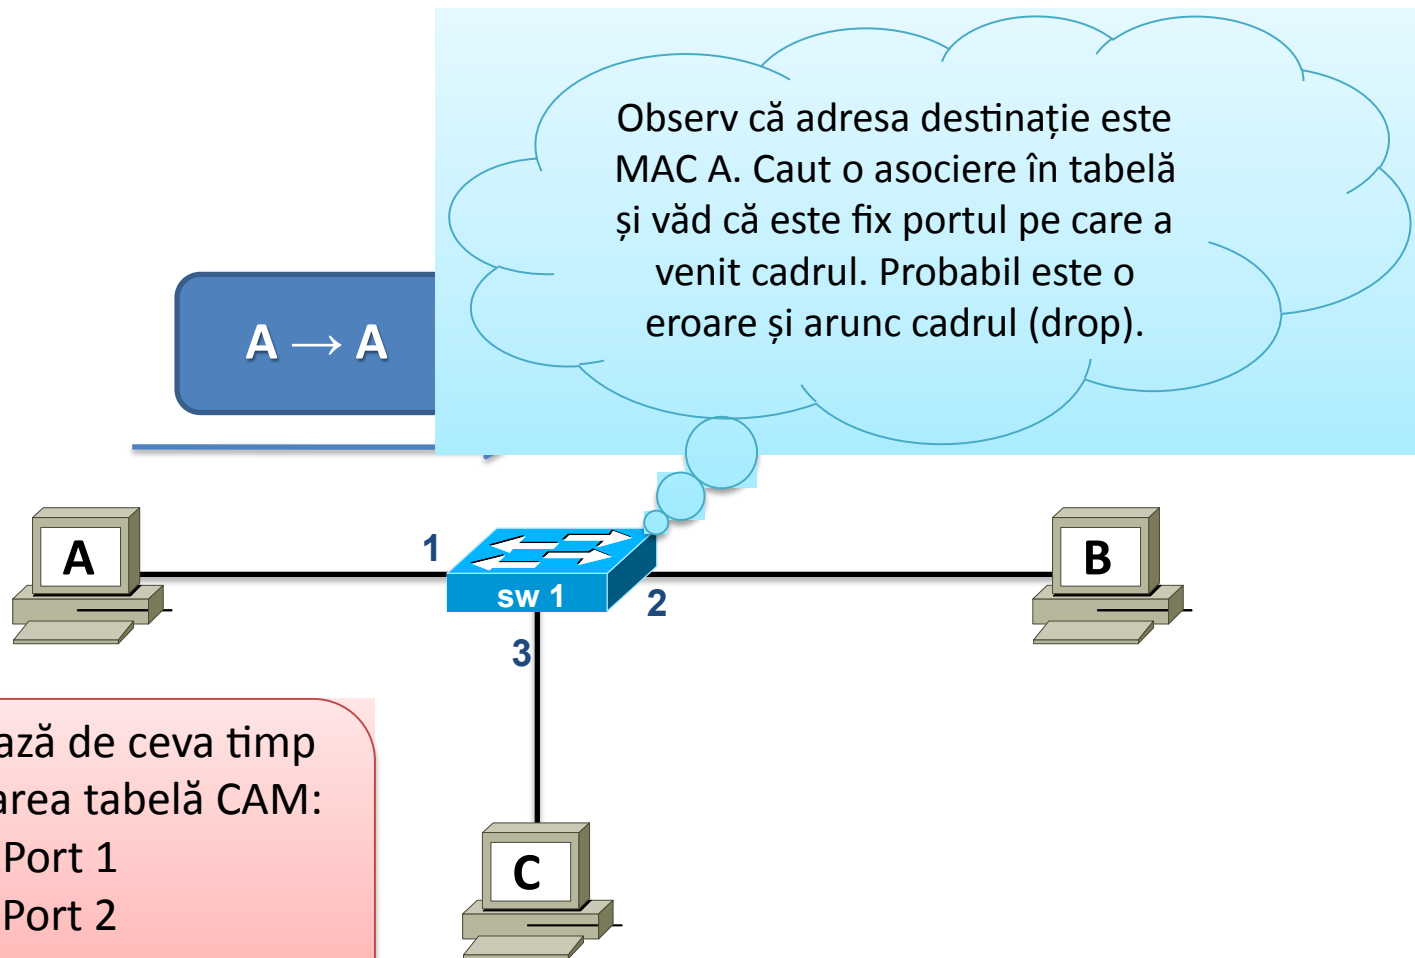 Observ că adresa destinație este
MAC A. Caut o asociere în tabelă
și văd că este fix portul pe care a
venit cadrul. Probabil este o
eroare și arunc cadrul (drop).
A → A
A
1
sw 1
2
B
3
C
ază de ceva timp
area tabelă CAM:
Port 1
Port 2